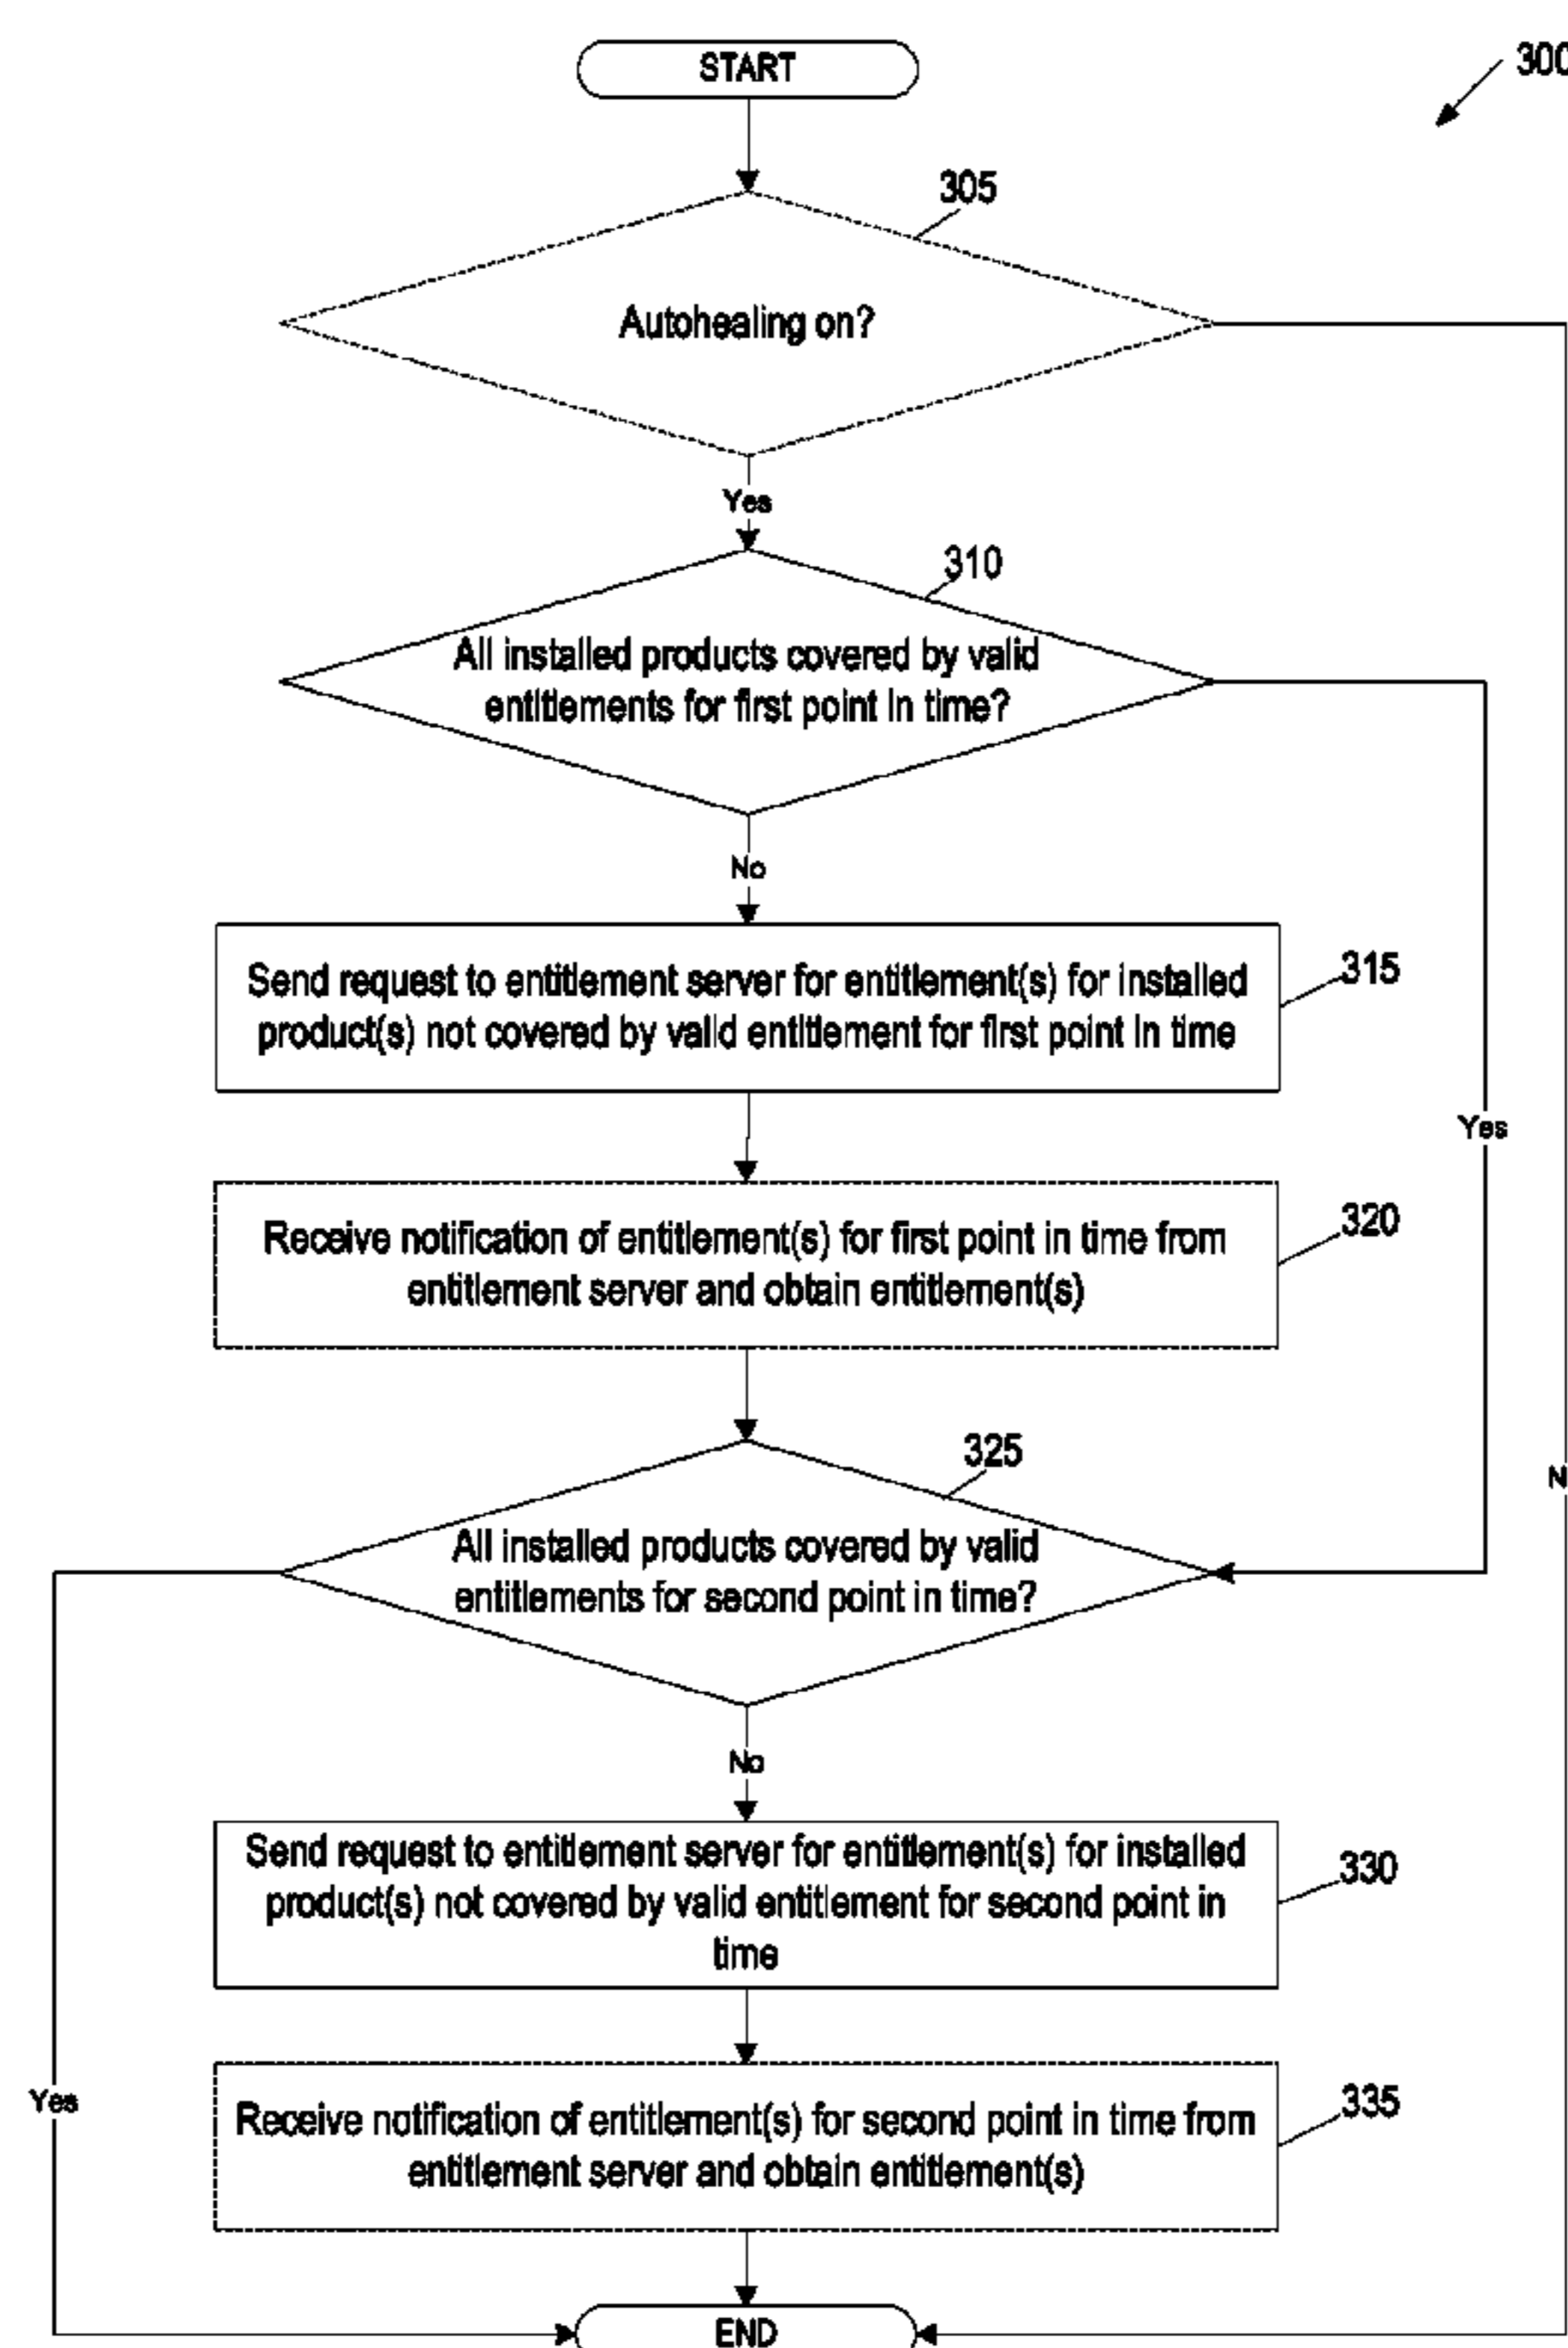 START
300
305
Autohealing on?
Yes
310
All installed products covered by valid
entitlements for first point in time?
No
Send request to entitlement server for entitlement(s) for installed
product(s) not covered by valid entitlement for first point in time
315
Yes
Receive notification of entitlement(s) for first point in time from
entitlement server and obtain entitlement(s)
320
325
All installed products covered by valid
entitlements for second point in time?
No
Send request to entitlement server for entitlement(s) for installed
product(s) not covered by valid entitlement for second point in
time
330
Yes
Receive notification of entitlement(s) for second point in time from
entitlement server and obtain entitlement(s)
335
END